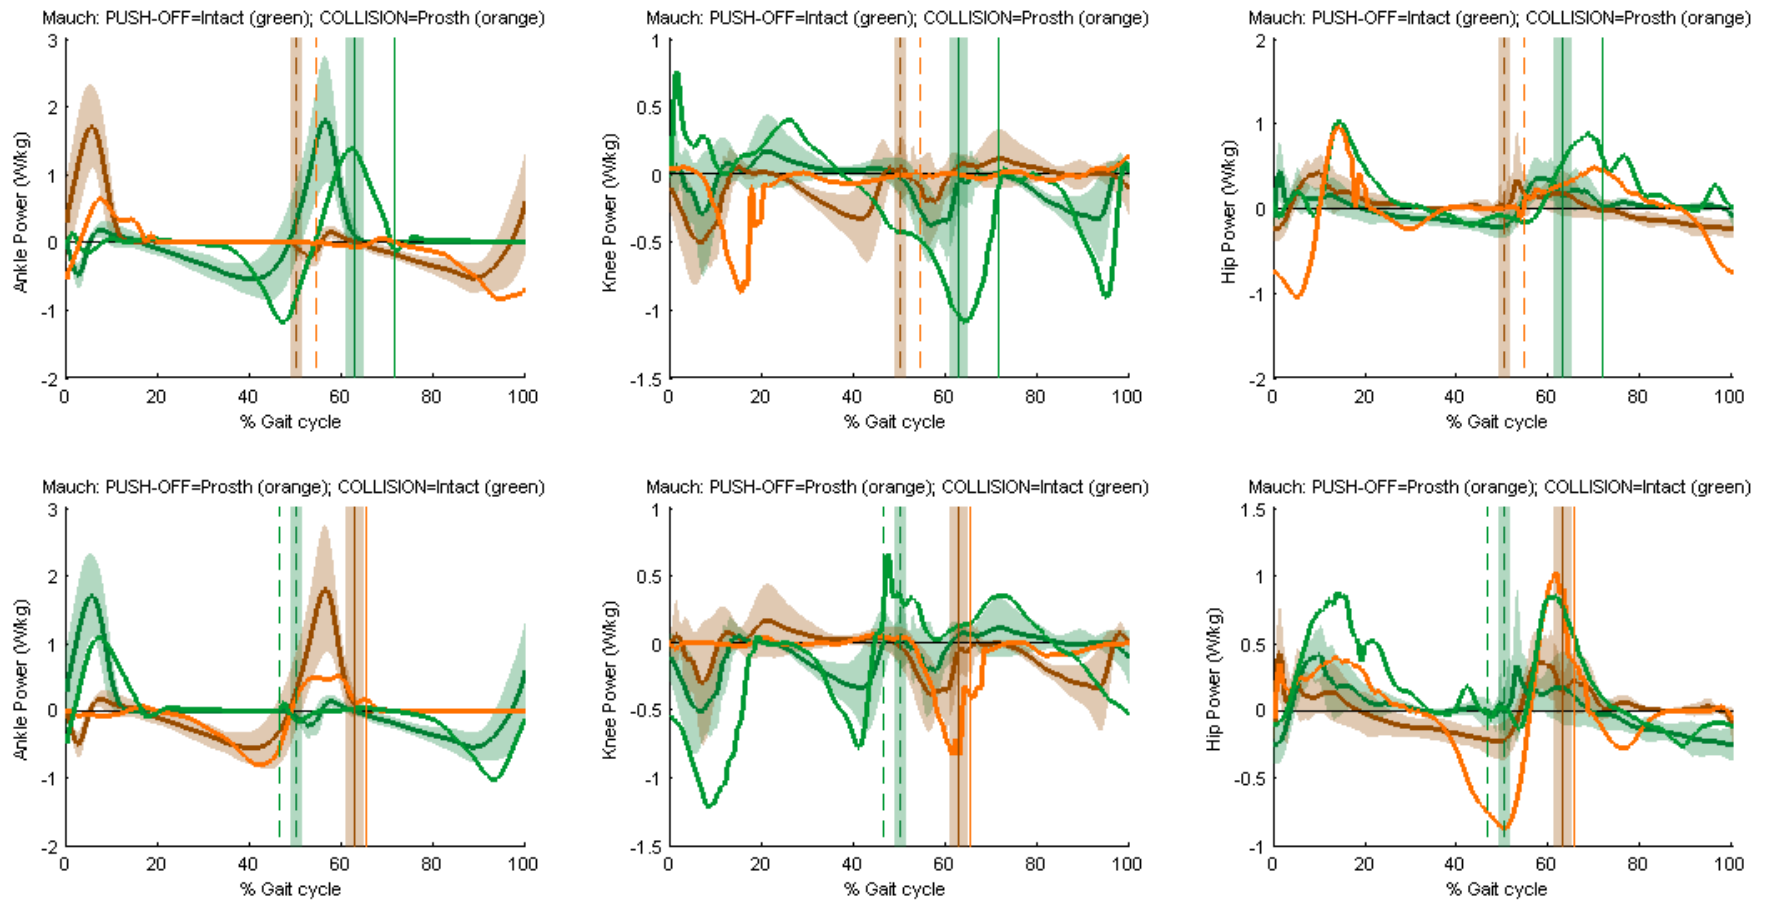 Mauch: PUSH-OFF=Intact (green); COLLISION=Prosth (orange)
Mauch: PUSH-OFF=Intact (green); COLLISION=Prosth (orange)
Mauch: PUSH-OFF=Intact (green); COLLISION=Prosth (orange)
Ankle Power (W/kg)
3
2
1
0
-1
-2
0 20 40 60 80 100
% Gait cycle
Knee Power (W/kg)
1
0.5
0
-0.5
-1
-1.5
0 20 40 60 80 100
% Gait cycle
Hip Power (W/kg)
2
1
0
-1
-2
0 20 40 60 80 100
% Gait cycle
Mauch: PUSH-OFF=Prosth (orange); COLLISION=Intact (green)
Mauch: PUSH-OFF=Prosth (orange); COLLISION=Intact (green)
Mauch: PUSH-OFF=Prosth (orange); COLLISION=Intact (green)
Ankle Power (W/kg)
3
2
1
0
-1
-2
0 20 40 60 80 100
% Gait cycle
Knee Power (W/kg)
1
0.5
0
-0.5
-1
-1.5
0 20 40 60 80 100
% Gait cycle
Hip Power (W/kg)
1.5
1
0.5
0
-0.5
-1
0 20 40 60 80 100
% Gait cycle